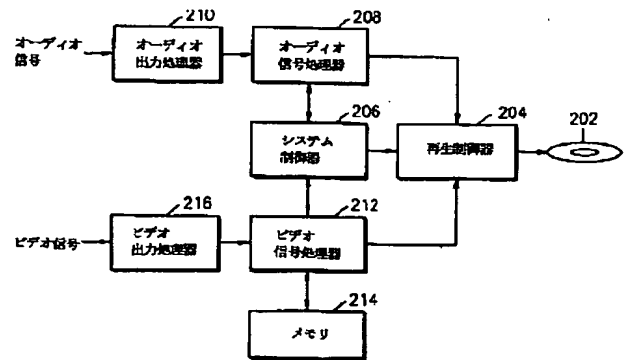 210
208
オーディオ
信号
オーディオ
出力処理器
オーディオ
信号処理器
206
204
202
システム
制御器
再生制御器
216
212
ビデオ信号
ビデオ
出力処理器
ビデオ
信号処理器
214
メモリ